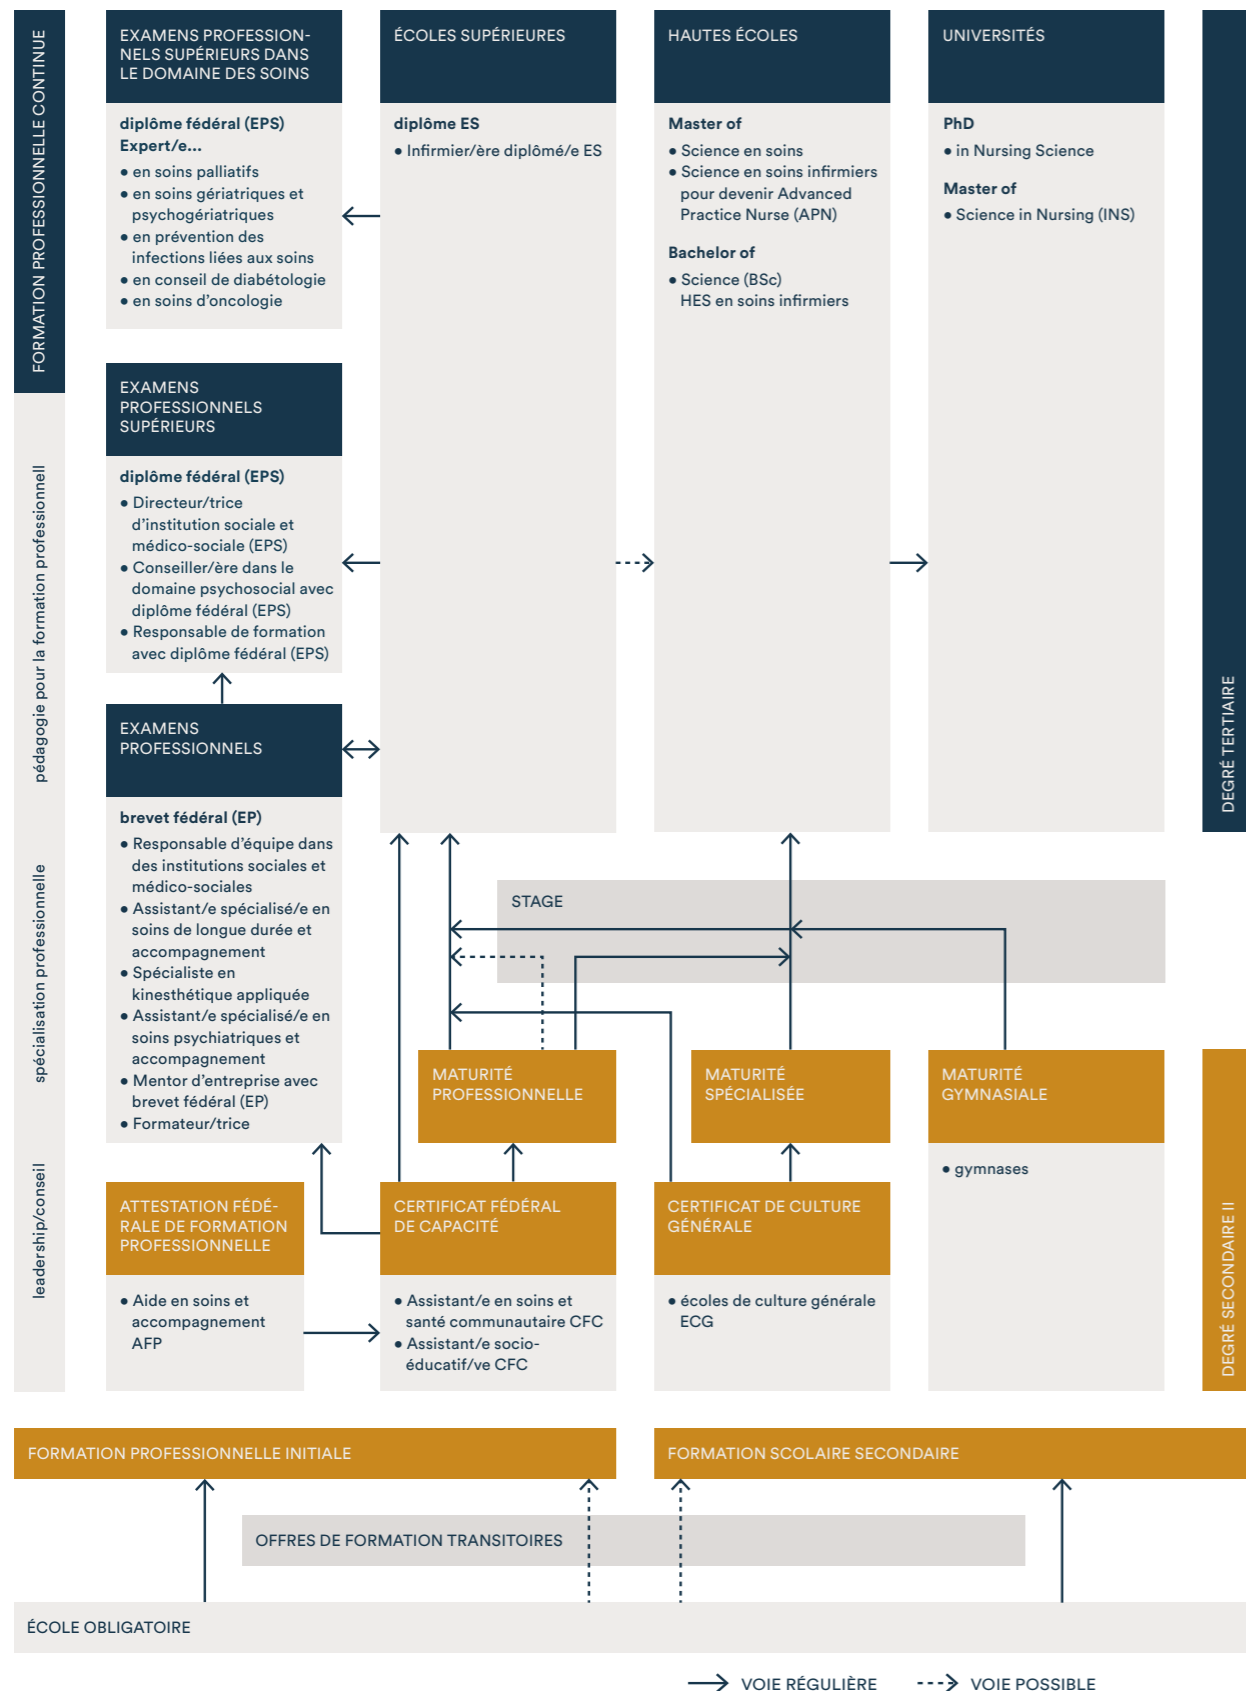 FORMATION PROFESSIONNELLE CONTINUE
pédagogie pour la formation professionnell
spécialisation professionnelle
leadership/conseil
EXAMENS PROFESSION-
NELS SUPÉRIEURS DANS
LE DOMAINE DES SOINS
diplôme fédéral (EPS)
Expert/e...
• en soins palliatifs
• en soins gériatriques et
psychogériatriques
• en prévention des
infections liées aux soins
• en conseil de diabétologie
• en soins d'oncologie
ÉCOLES SUPÉRIEURES
diplôme ES
• Infirmier/ère diplômé/e ES
HAUTES ÉCOLES
Master of
• Science en soins
• Science en soins infirmiers
pour devenir Advanced
Practice Nurse (APN)
Bachelor of
• Science (BSc)
HES en soins infirmiers
UNIVERSITÉS
PhD
• in Nursing Science
Master of
• Science in Nursing (INS)
DEGRÉ TERTIAIRE
EXAMENS
PROFESSIONNELS
SUPÉRIEURS
diplôme fédéral (EPS)
• Directeur/trice
d'institution sociale et
médico-sociale (EPS)
• Conseiller/ère dans le
domaine psychosocial avec
diplôme fédéral (EPS)
• Responsable de formation
avec diplôme fédéral (EPS)
EXAMENS
PROFESSIONNELS
brevet fédéral (EP)
• Responsable d'équipe dans
des institutions sociales et
médico-sociales
• Assistant/e spécialisé/e en
soins de longue durée et
accompagnement
• Spécialiste en
kinesthétique appliquée
• Assistant/e spécialisé/e en
soins psychiatriques et
accompagnement
• Mentor d'entreprise avec
brevet fédéral (EP)
• Formateur/trice
STAGE
MATURITÉ
PROFESSIONNELLE
MATURITÉ
SPÉCIALISÉE
MATURITÉ
GYMNASIALE
• gymnases
ATTESTATION FÉDÉ-
RALE DE FORMATION
PROFESSIONNELLE
• Aide en soins et
accompagnement
AFP
CERTIFICAT FÉDÉRAL
DE CAPACITÉ
• Assistant/e en soins et
santé communautaire CFC
• Assistant/e socio-
éducatif/ve CFC
CERTIFICAT DE CULTURE
GÉNÉRALE
• écoles de culture générale
ECG
DEGRÉ SECONDAIRE II
FORMATION PROFESSIONNELLE INITIALE
FORMATION SCOLAIRE SECONDAIRE
OFFRES DE FORMATION TRANSITOIRES
ÉCOLE OBLIGATOIRE
VOIE RÉGULIÈRE
VOIE POSSIBLE